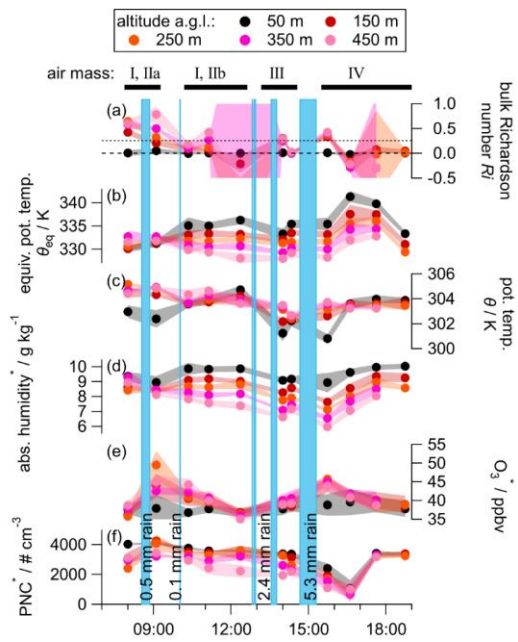 altitude a.g.l.: 50 m 150 m
250 m 350 m 450 m
air mass: I, IIa I, IIb III IV
(a)
1.0
0.5
0.0
-0.5
bulk Richardson
number Ri
(b)
equiv. pot. temp.
θeq / K
340
330
(c)
306
304
302
300
pot. temp.
θ / K
(d)
abs. humidity* / g kg-1
10
9
8
7
6
(e)
55
50
45
40
35
O3* / ppbv
(f)
PNC* / # cm-3
4000
2000
0
0.5 mm rain
0.1 mm rain
2.4 mm rain
5.3 mm rain
09:00 12:00 15:00 18:00